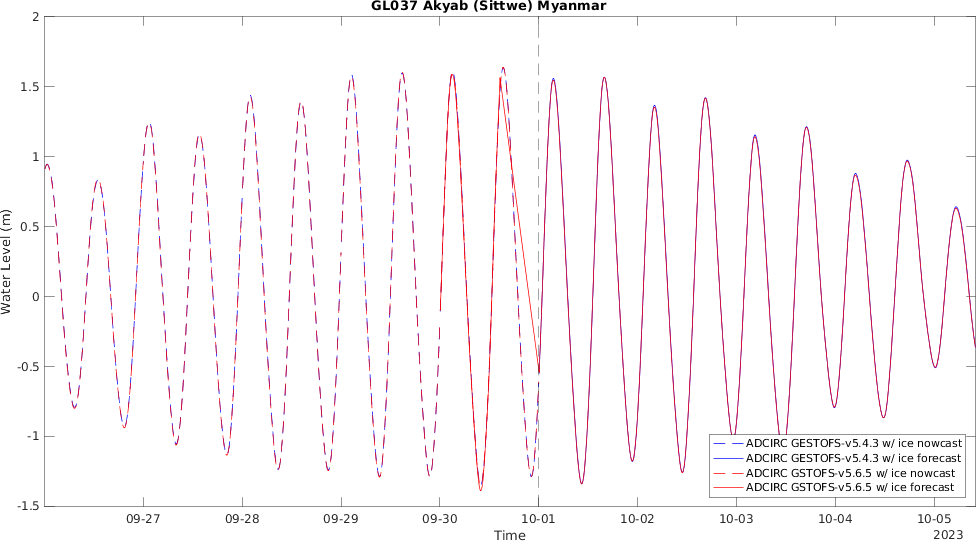 GL037 Akyab (Sittwe) Myanmar
2
1.5
1
0.5
0
-0.5
-1
-1.5
Water Level (m)
ADCIRC GESTOFS-v5.4.3 w/ ice nowcast
ADCIRC GESTOFS-v5.4.3 w/ ice forecast
ADCIRC GSTOFS-v5.6.5 w/ ice nowcast
ADCIRC GSTOFS-v5.6.5 w/ ice forecast
09-27 09-28 09-29 09-30 10-01 10-02 10-03 10-04 10-05
Time 2023